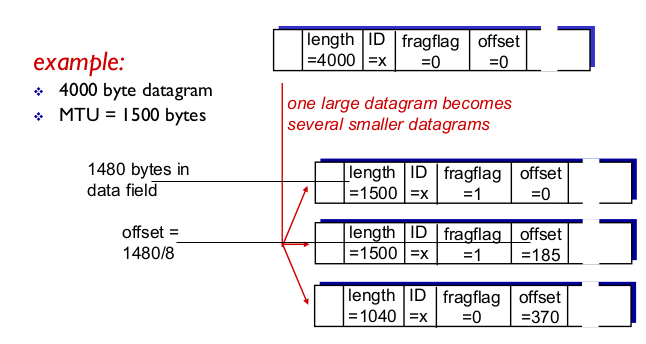 length ID fragflag offset
=4000 =x =0 =0
example:
4000 byte datagram
MTU = 1500 bytes
one large datagram becomes
several smaller datagrams
1480 bytes in
data field
length ID fragflag offset
=1500 =x =1 =0
offset =
1480/8
length ID fragflag offset
=1500 =x =1 =185
length ID fragflag offset
=1040 =x =0 =370